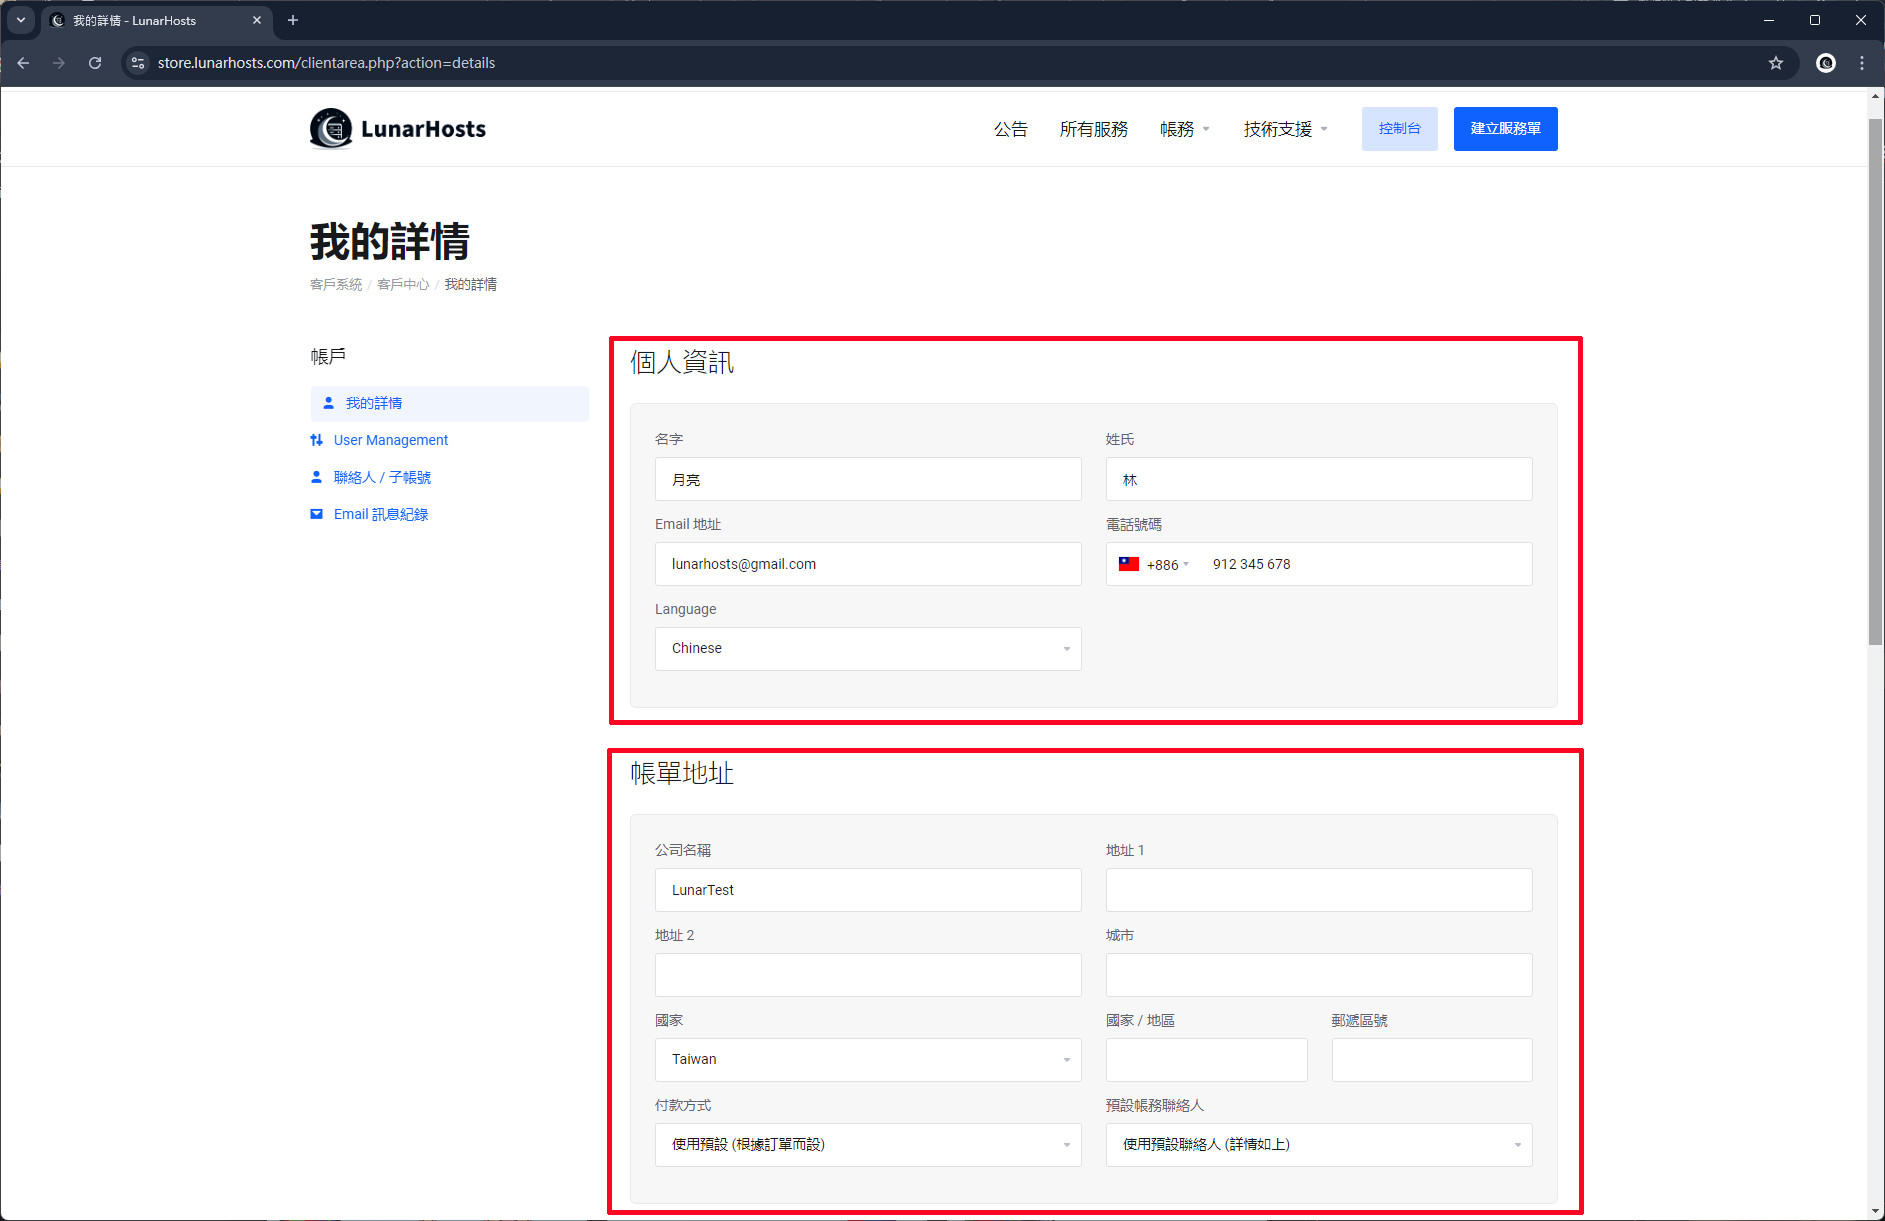 我的詳情 - LunarHosts
store.lunarhosts.com/clientarea.php?action=details
LunarHosts
公告 所有服務 帳務 技術支援 控制台 建立服務單
我的詳情
客戶系統 / 客戶中心 / 我的詳情
帳戶
我的詳情
User Management
聯絡人 / 子帳號
Email 訊息紀錄
個人資訊
名字 姓氏
月亮 林
Email 地址 電話號碼
lunarhosts@gmail.com +886 912 345 678
Language
Chinese
帳單地址
公司名稱 地址 1
LunarTest
地址 2 城市
國家 國家 / 地區 郵遞區號
Taiwan
付款方式 預設帳務聯絡人
使用預設 (根據訂單而設) 使用預設聯絡人 (詳情如上)